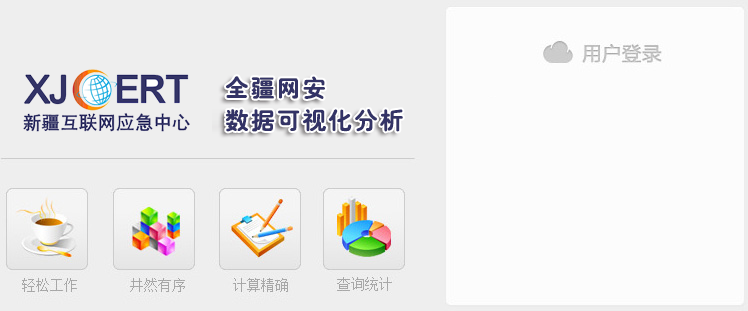 XJCERT
新疆互联网应急中心
全疆网安
数据可视化分析
用户登录
轻松工作
井然有序
计算精确
查询统计